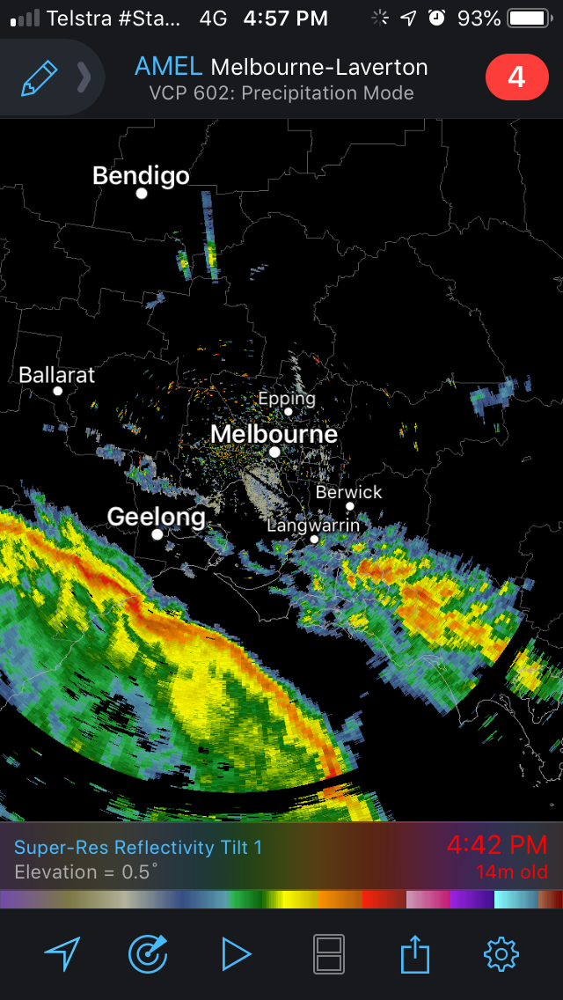 Telstra #Sta... 4G 4:57 PM 93%
AMEL Melbourne-Laverton
VCP 602: Precipitation Mode
4
Bendigo
Ballarat
Epping
Melbourne
Berwick
Geelong
Langwarrin
Super-Res Reflectivity Tilt 1
4:42 PM
Elevation = 0.5°
14m old